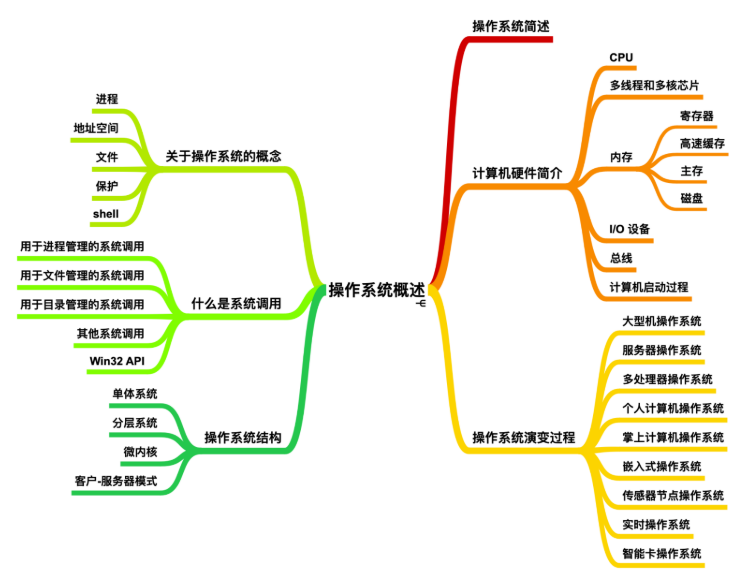 操作系统概述
操作系统简述
计算机硬件简介
CPU
多线程和多核芯片
内存
寄存器
高速缓存
主存
磁盘
I/O 设备
总线
计算机启动过程
操作系统演变过程
大型机操作系统
服务器操作系统
多处理器操作系统
个人计算机操作系统
掌上计算机操作系统
嵌入式操作系统
传感器节点操作系统
实时操作系统
智能卡操作系统
关于操作系统的概念
进程
地址空间
文件
保护
shell
什么是系统调用
用于进程管理的系统调用
用于文件管理的系统调用
用于目录管理的系统调用
其他系统调用
Win32 API
操作系统结构
单体系统
分层系统
微内核
客户-服务器模式